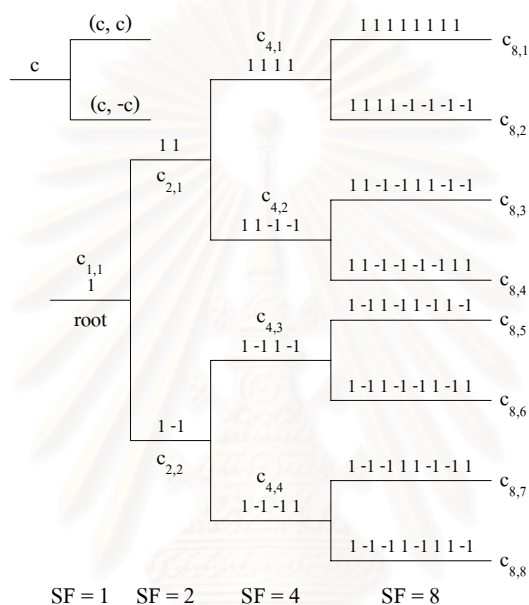 (c, c)
c
(c, -c)
c4,1
1 1 1 1
1 1 1 1 1 1 1 1
c8,1
1 1 1 1 -1 -1 -1 -1
c8,2
1 1
c2,1
c4,2
1 1 -1 -1
1 1 -1 -1 1 1 -1 -1
c8,3
1 1 -1 -1 -1 -1 1 1
c8,4
c1,1
1
root
c4,3
1 -1 1 -1
1 -1 1 -1 1 -1 1 -1
c8,5
1 -1 1 -1 -1 1 -1 1
c8,6
1 -1
c2,2
c4,4
1 -1 -1 1
1 -1 -1 1 1 -1 -1 1
c8,7
1 -1 -1 1 -1 1 1 -1
c8,8
SF = 1 SF = 2 SF = 4 SF = 8